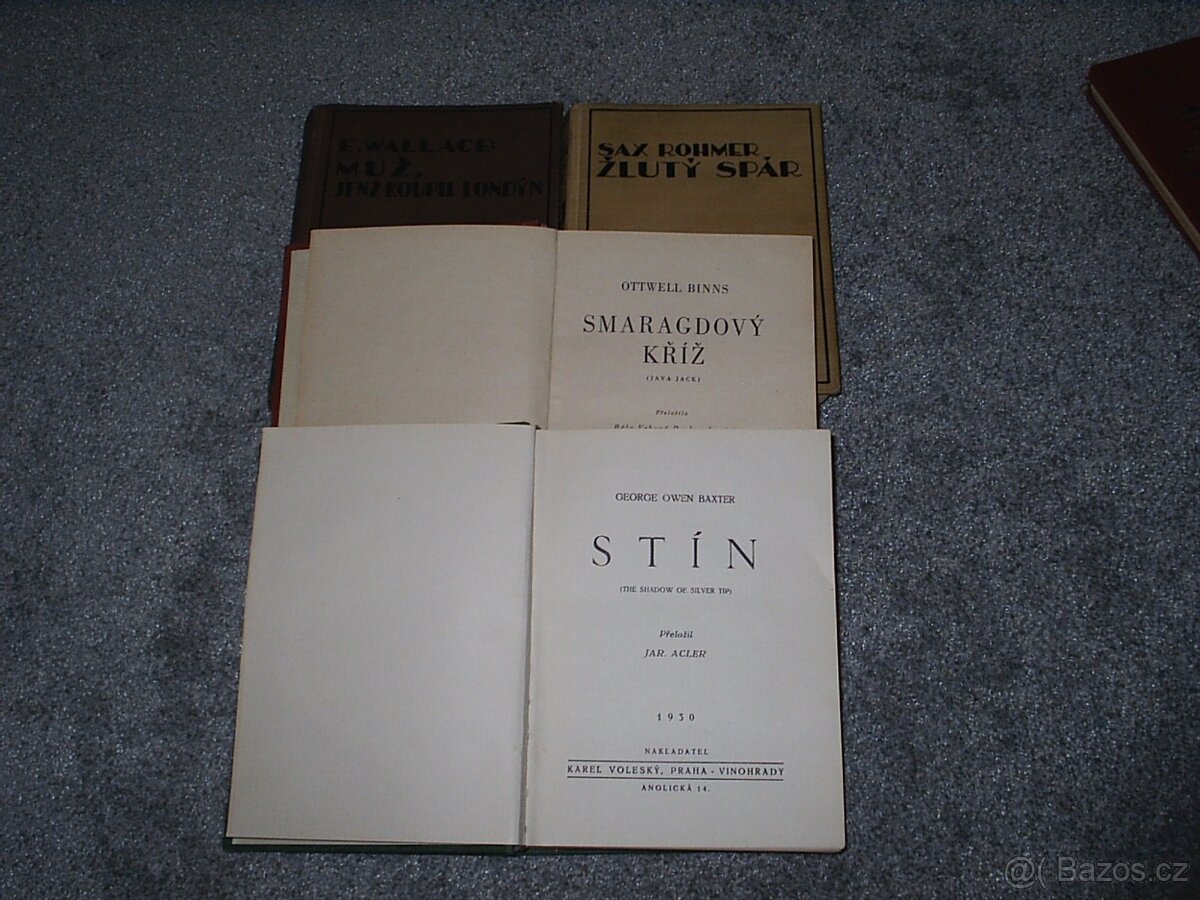 E. WALLACE:
MUŽ,
JENŽ KOUPIL LONDÝN
SAX ROHMER
ŽLUTÝ SPÁR
OTTWELL BINNS
SMARAGDOVÝ
KŘÍŽ
(JAVA JACK)
Přeložila
GEORGE OWEN BAXTER
STÍN
(THE SHADOW OF SILVER TIP)
Přeložil
JAR. ACLER
1930
NAKLADATEL
KAREL VOLESKÝ, PRAHA - VINOHRADY
ANGLICKÁ 14.
@( Bazos.cz